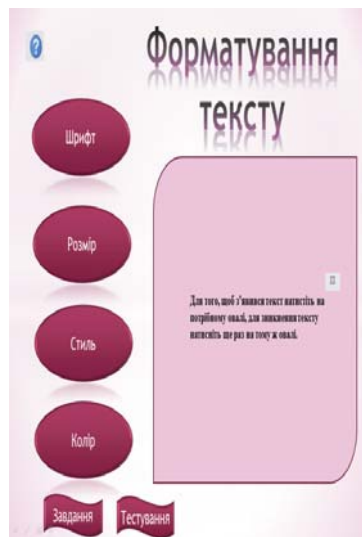 ?
Форматування
тексту
Шрифт
Розмір
Стиль
Колір
Для того, щоб з'явився текст натисніть на
потрібному овалі, для зникнення тексту
натисніть ще раз на тому ж овалі.
Завдання
Тестування